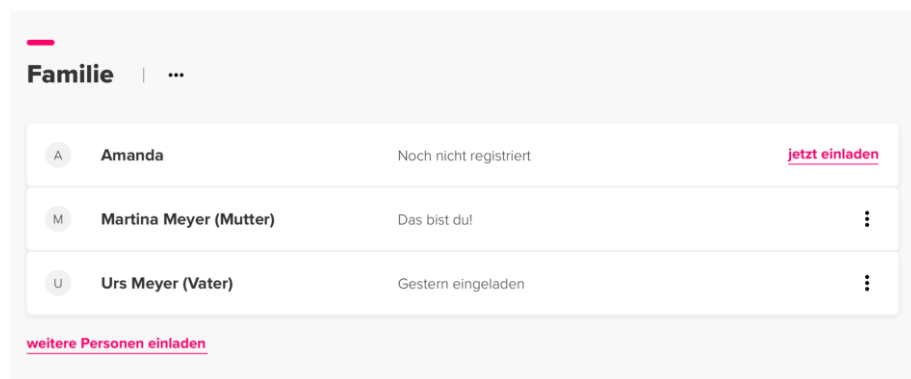 Familie | ...
A Amanda Noch nicht registriert jetzt einladen
M Martina Meyer (Mutter) Das bist du!
U Urs Meyer (Vater) Gestern eingeladen
weitere Personen einladen